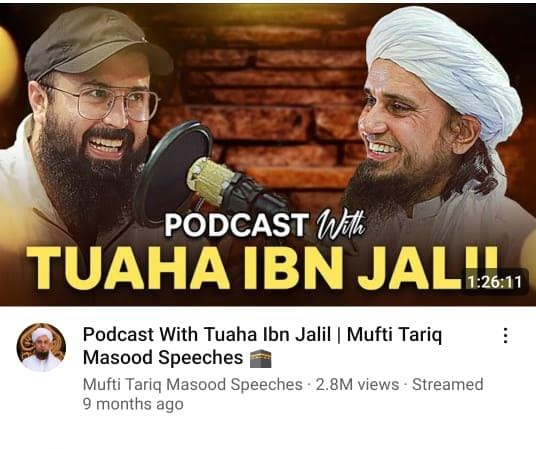 PODCAST With
TUAHA IBN JALIL
1:26:11
Podcast With Tuaha Ibn Jalil | Mufti Tariq
Masood Speeches 🕋
Mufti Tariq Masood Speeches · 2.8M views · Streamed
9 months ago